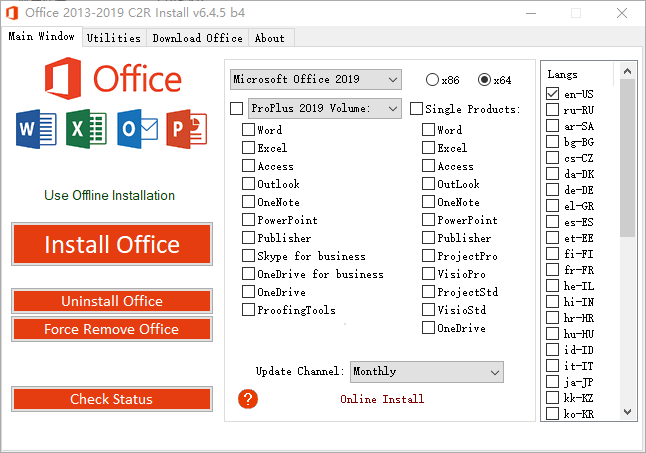 Office 2013-2019 C2R Install v6.4.5 b4
Main Window
Utilities
Download Office
About
Office
W X O P
Use Offline Installation
Install Office
Uninstall Office
Force Remove Office
Check Status
Microsoft Office 2019
x86
x64
ProPlus 2019 Volume:
Word
Excel
Access
OutLook
OneNote
PowerPoint
Publisher
Skype for business
OneDrive for business
OneDrive
ProofingTools
Single Products:
Word
Excel
Access
OutLook
OneNote
PowerPoint
Publisher
ProjectPro
VisioPro
ProjectStd
VisioStd
OneDrive
Update Channel:
Monthly
?
Online Install
Langs
en-US
ru-RU
ar-SA
bg-BG
cs-CZ
da-DK
de-DE
el-GR
es-ES
et-EE
fi-FI
fr-FR
he-IL
hi-IN
hr-HR
hu-HU
id-ID
it-IT
ja-JP
kk-KZ
ko-KR